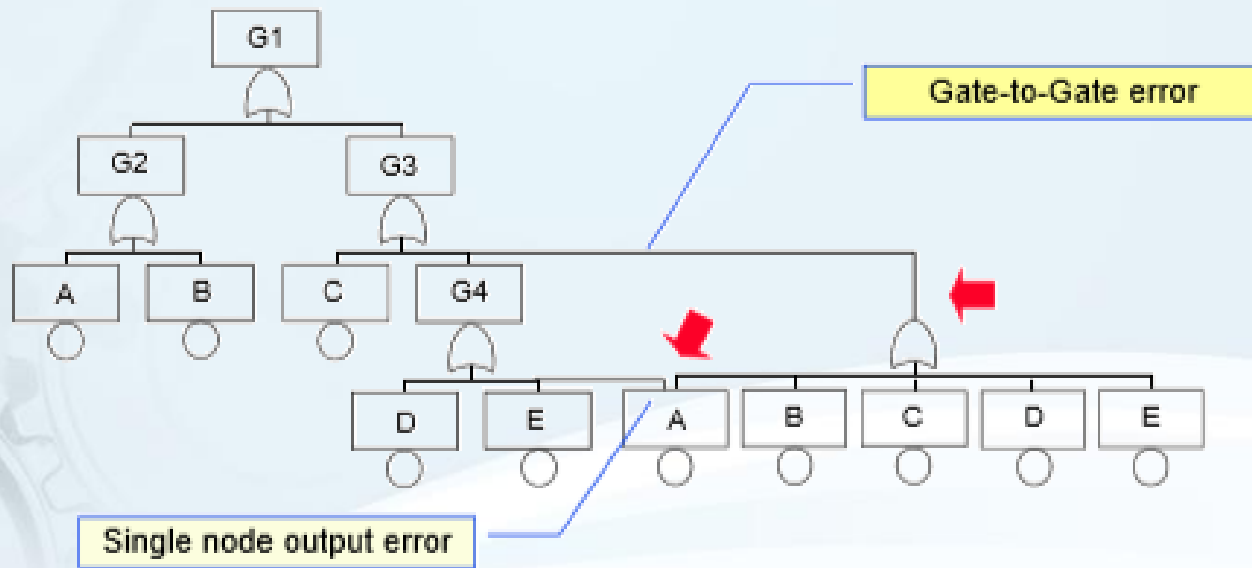 G1
Gate-to-Gate error
G2
G3
A
B
C
G4
D
E
A
B
C
D
E
Single node output error